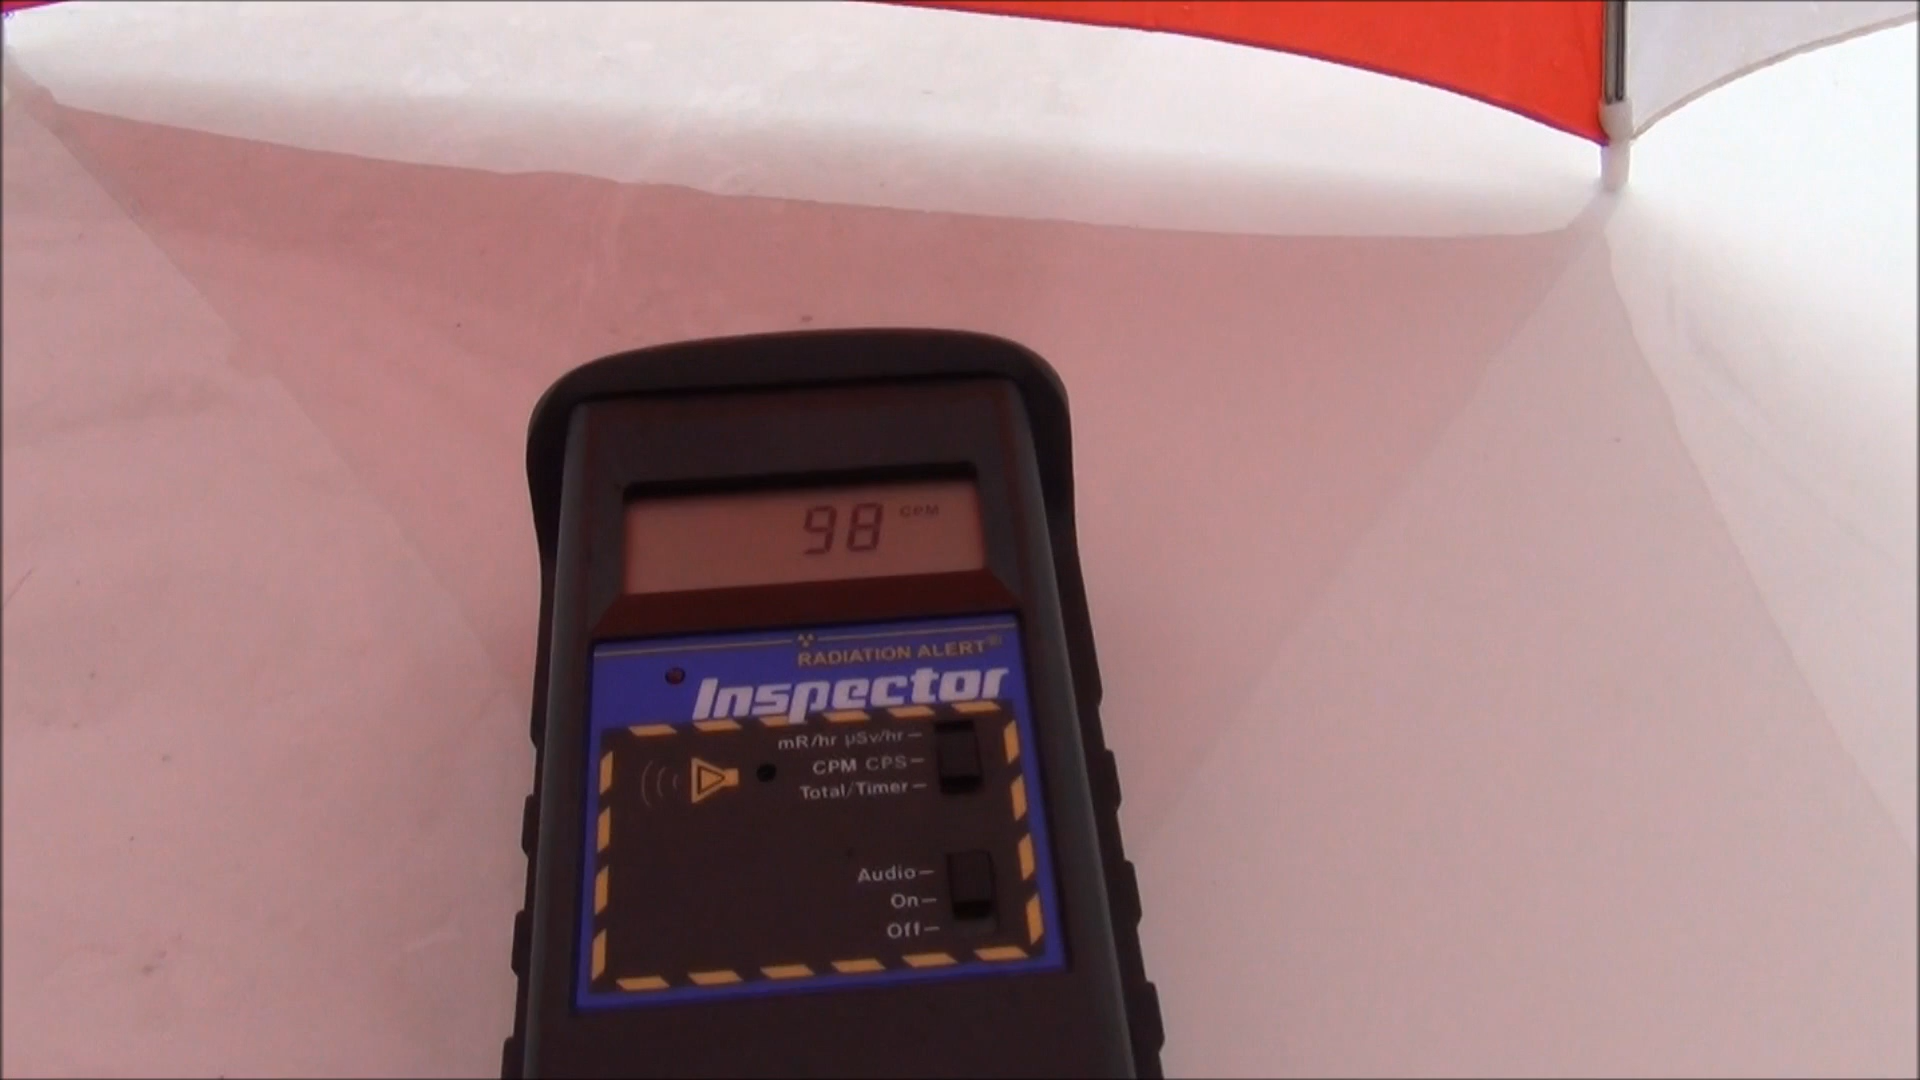 98 CPM
RADIATION ALERT®
Inspector
mR/hr µSv/hr
CPM CPS
Total/Timer
Audio
On
Off